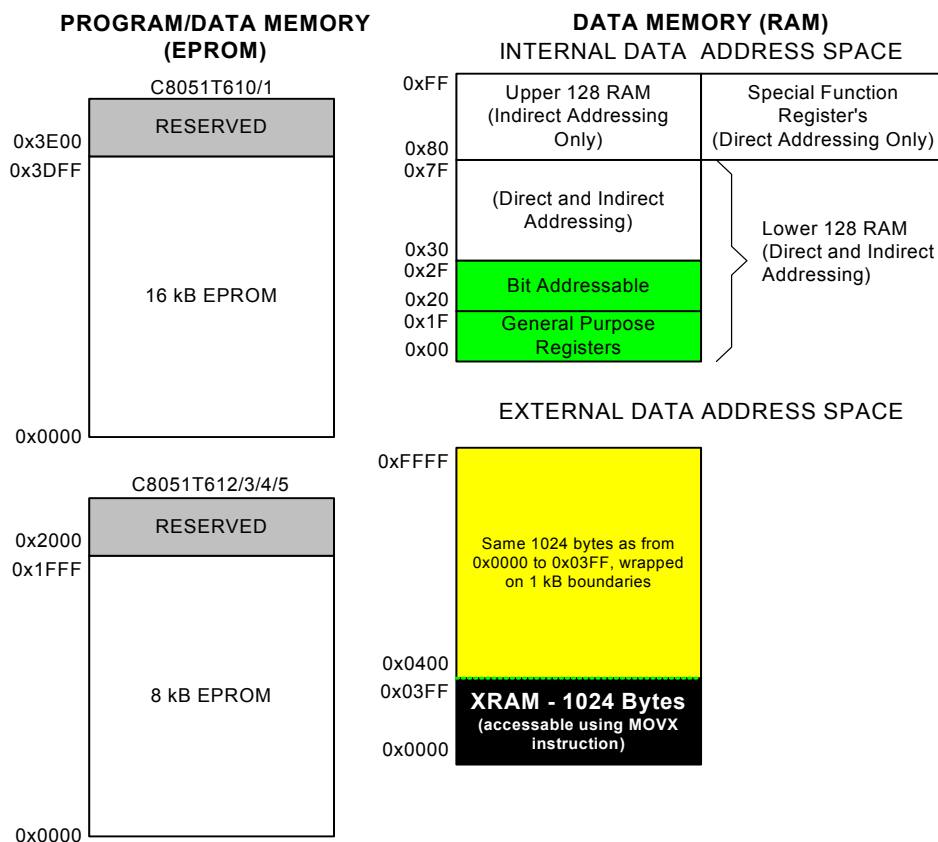 PROGRAM/DATA MEMORY
(EPROM)
C8051T610/1
RESERVED
0x3E00
0x3DFF
16 kB EPROM
0x0000
C8051T612/3/4/5
RESERVED
0x2000
0x1FFF
8 kB EPROM
0x0000
DATA MEMORY (RAM)
INTERNAL DATA ADDRESS SPACE
0xFF
Upper 128 RAM
(Indirect Addressing
Only)
0x80
Special Function
Register's
(Direct Addressing Only)
0x7F
(Direct and Indirect
Addressing)
0x30
Lower 128 RAM
(Direct and Indirect
Addressing)
0x2F
Bit Addressable
0x20
0x1F
General Purpose
Registers
0x00
EXTERNAL DATA ADDRESS SPACE
0xFFFF
Same 1024 bytes as from
0x0000 to 0x03FF, wrapped
on 1 kB boundaries
0x0400
0x03FF
XRAM - 1024 Bytes
(accessable using MOVX
instruction)
0x0000